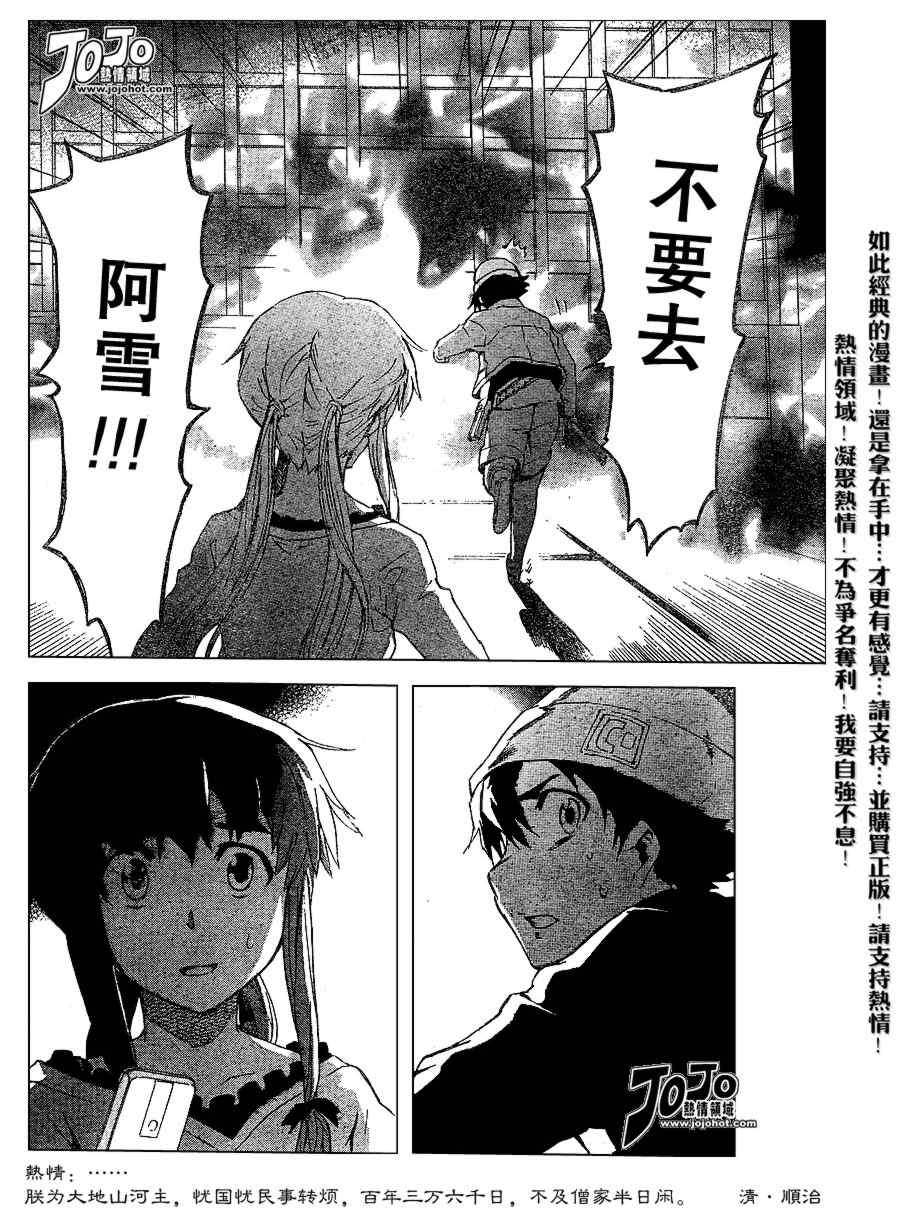 JOJO
熱情領域
www.jojohot.com
不要去
阿雪
!!!
如此經典的漫畫！還是拿在手中…才更有感覺…請支持…並購買正版！請支持熱情！
熱情領域！凝聚熱情！不為爭名奪利！我要自強不息！
JOJO
熱情領域
www.jojohot.com
熱情：……
朕为大地山河主，忧国忧民事转烦，百年三万六千日，不及僧家半日闲。 清·順治